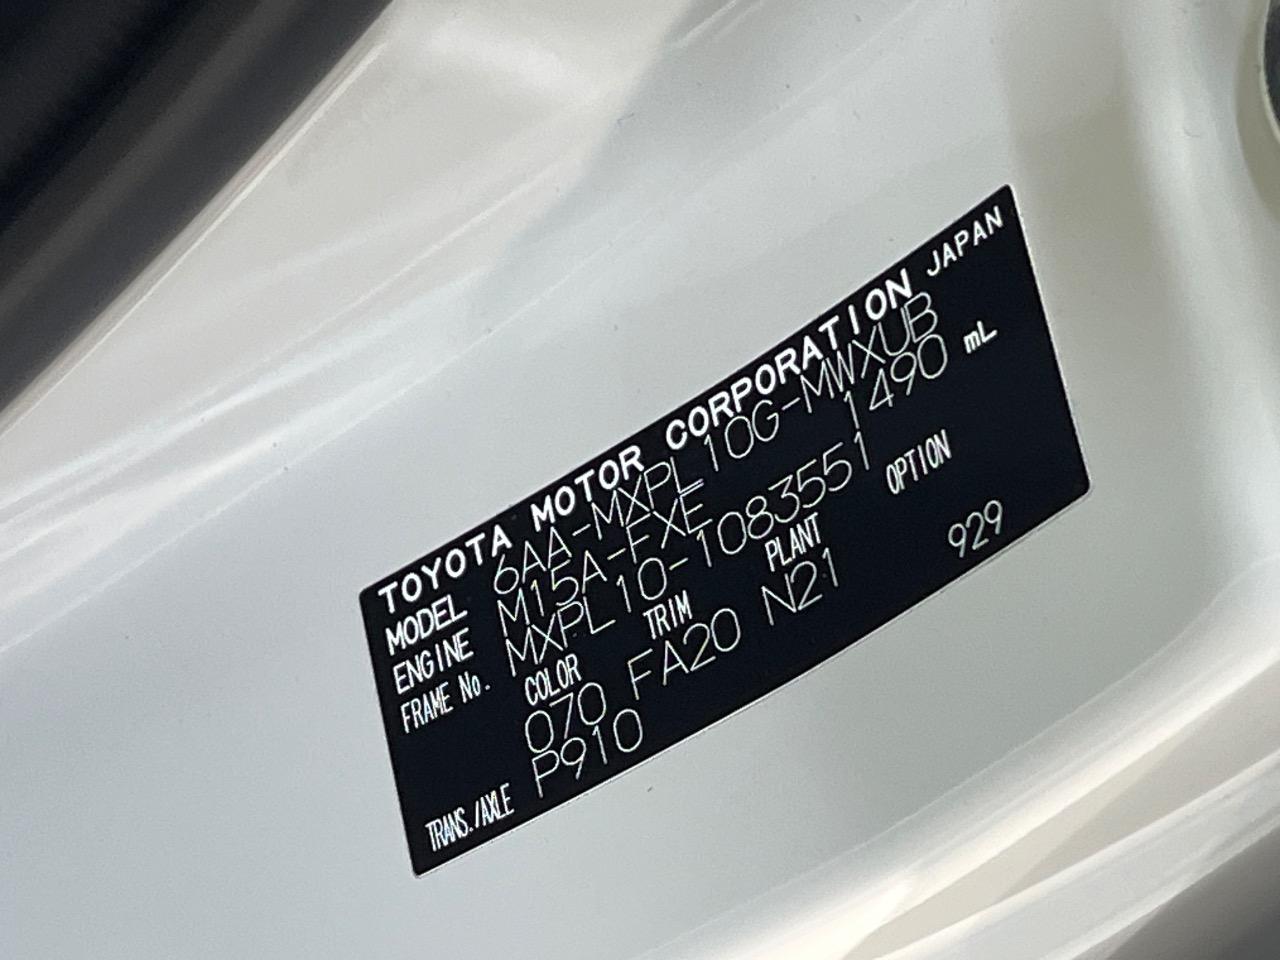 TOYOTA MOTOR CORPORATION JAPAN
MODEL 6AA-MXPL10G-MWXUB
ENGINE M15A-FXE 1490 mL
FRAME No. MXPL10-1083551
COLOR TRIM PLANT OPTION
070 FA20 N21 929
TRANS./AXLE P910